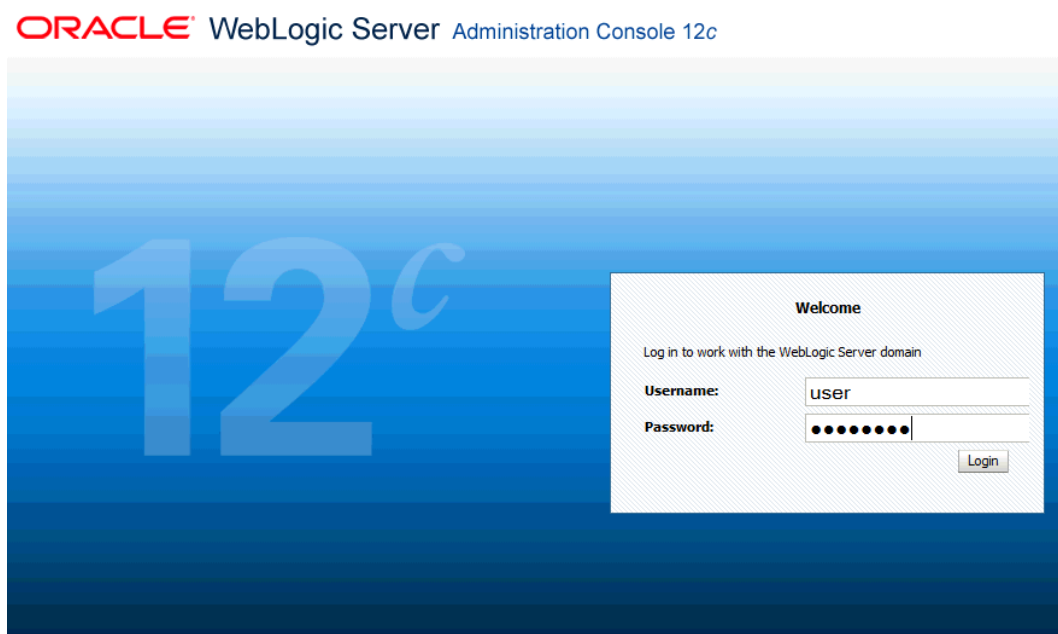 ORACLE WebLogic Server Administration Console 12c
12c
Welcome
Log in to work with the WebLogic Server domain
Username: user
Password: ●●●●●●●●
Login